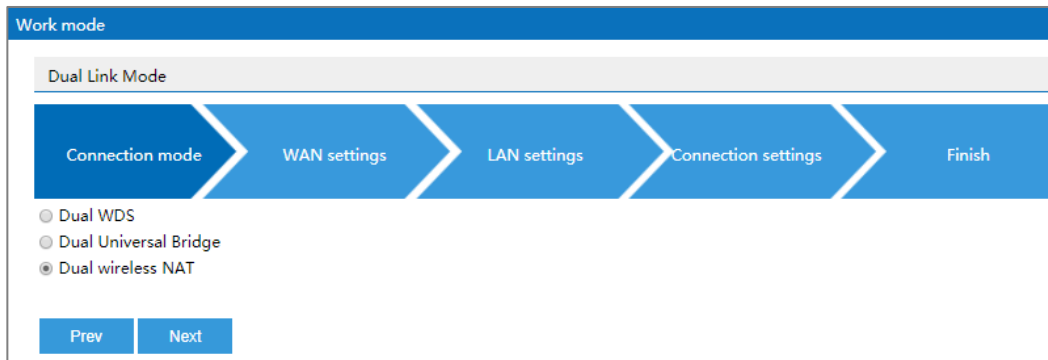 Work mode
Dual Link Mode
Connection mode
WAN settings
LAN settings
Connection settings
Finish
Dual WDS
Dual Universal Bridge
Dual wireless NAT
Prev
Next